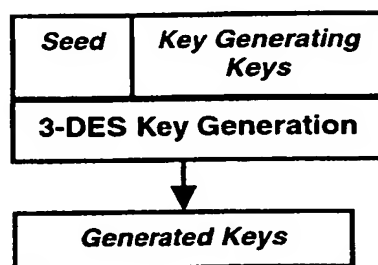 Seed
Key Generating
Keys
3-DES Key Generation
Generated Keys